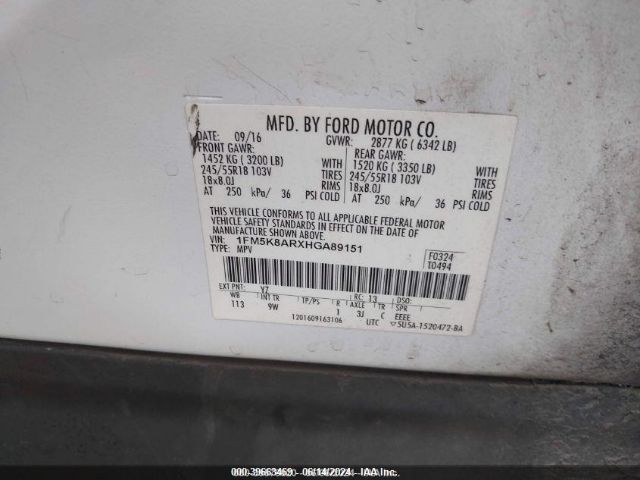 MFD. BY FORD MOTOR CO.
DATE: 09/16 GVWR: 2877 KG ( 6342 LB)
FRONT GAWR: REAR GAWR:
1452 KG ( 3200 LB) WITH 1520 KG ( 3350 LB) WITH
245/55R18 103V TIRES 245/55R18 103V TIRES
18x8.0J RIMS 18x8.0J RIMS
AT 250 kPa/ 36 PSI COLD AT 250 kPa/ 36 PSI COLD
THIS VEHICLE CONFORMS TO ALL APPLICABLE FEDERAL MOTOR
VEHICLE SAFETY STANDARDS IN EFFECT ON THE DATE OF
MANUFACTURE SHOWN ABOVE.
VIN: 1FM5K8ARXHGA89151 F0324
TYPE: MPV T0494
EXT PNT: YZ RC: 13 DSO:
WB INT TR TP/PS R AXLE TR SPR
113 9W 1 3J C EEEE
1201609163106 UTC ▽5U5A-1520472-BA
000-39663469 06/14/2024 IAA Inc.